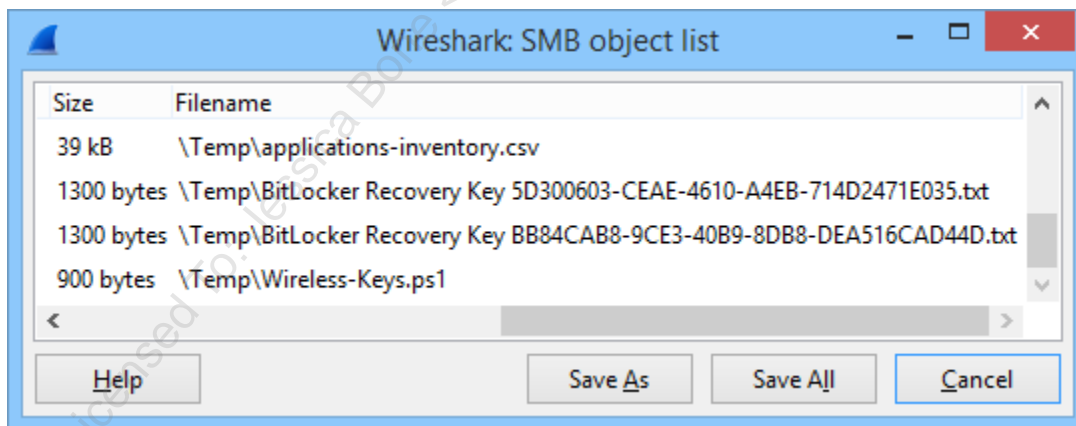 Wireshark: SMB object list
Size Filename
39 kB \Temp\applications-inventory.csv
1300 bytes \Temp\BitLocker Recovery Key 5D300603-CEAE-4610-A4EB-714D2471E035.txt
1300 bytes \Temp\BitLocker Recovery Key BB84CAB8-9CE3-40B9-8DB8-DEA516CAD44D.txt
900 bytes \Temp\Wireless-Keys.ps1
Help Save As Save All Cancel
To: Jessica